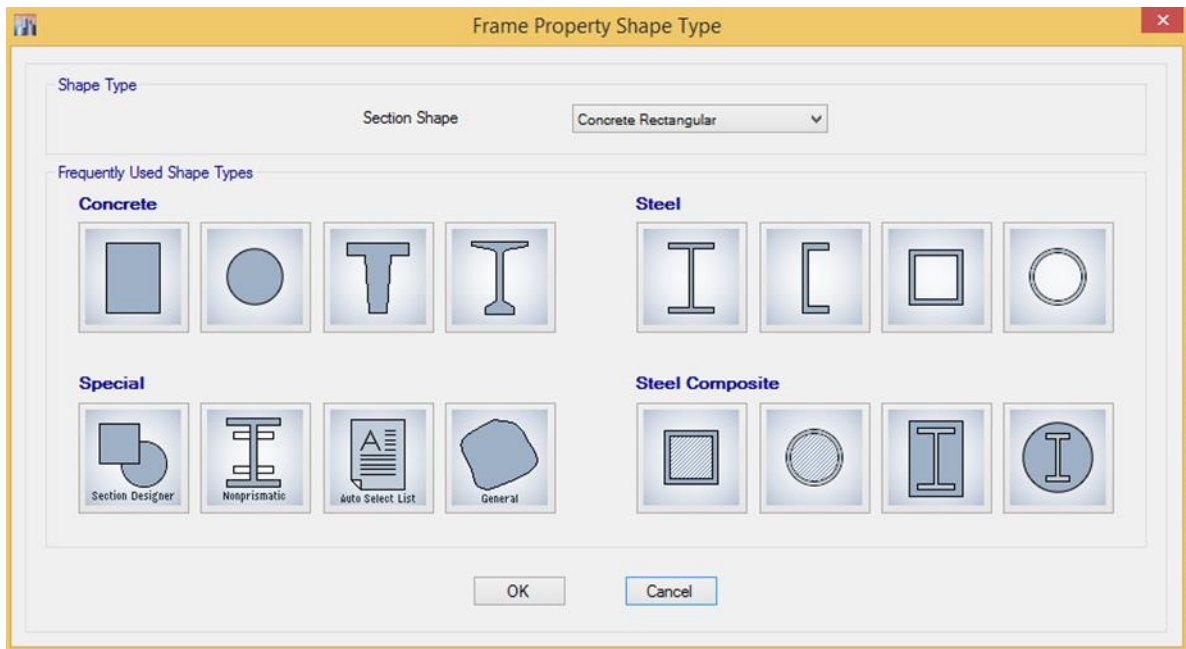 Frame Property Shape Type
Shape Type
Section Shape
Concrete Rectangular
Frequently Used Shape Types
Concrete
Steel
Special
Steel Composite
Section Designer
Nonprismatic
A
Auto Select List
General
OK
Cancel